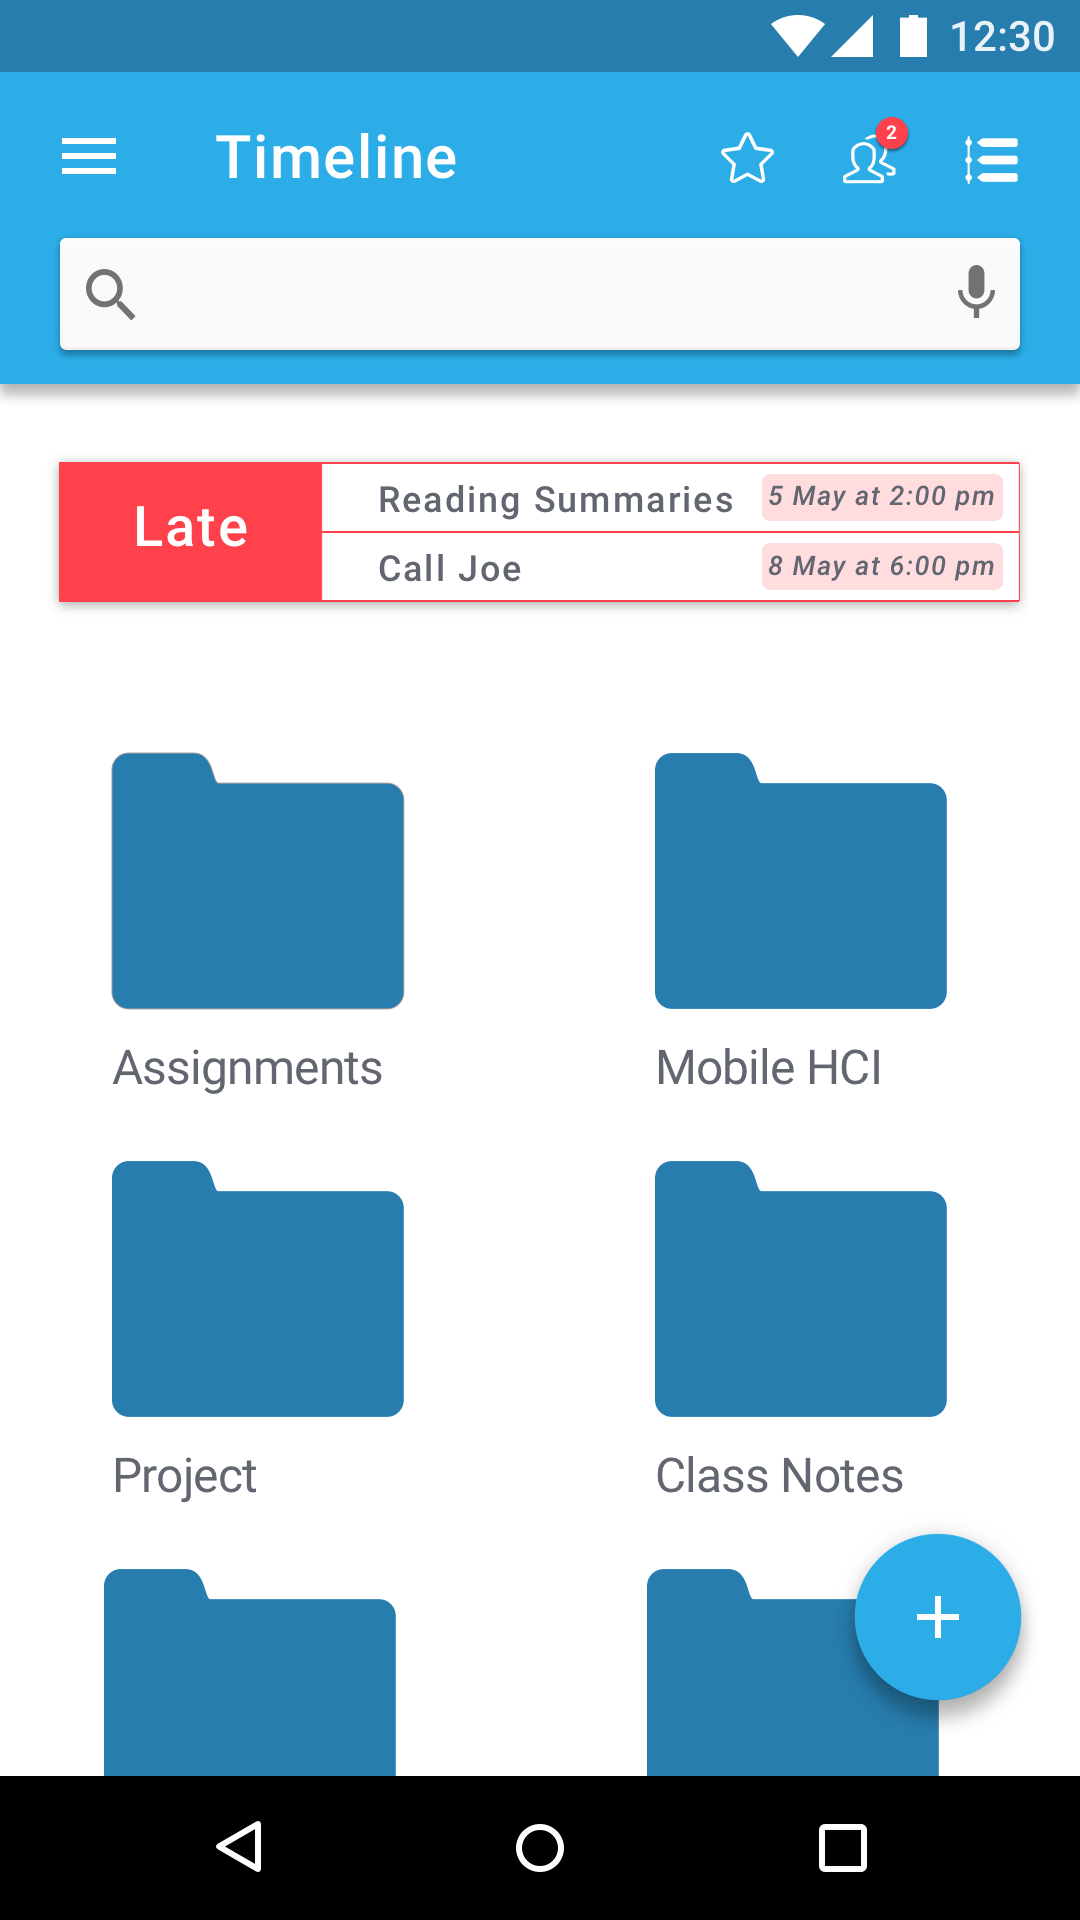 12:30
Timeline
2
Late
Reading Summaries 5 May at 2:00 pm
Call Joe 8 May at 6:00 pm
Assignments Mobile HCI
Project Class Notes